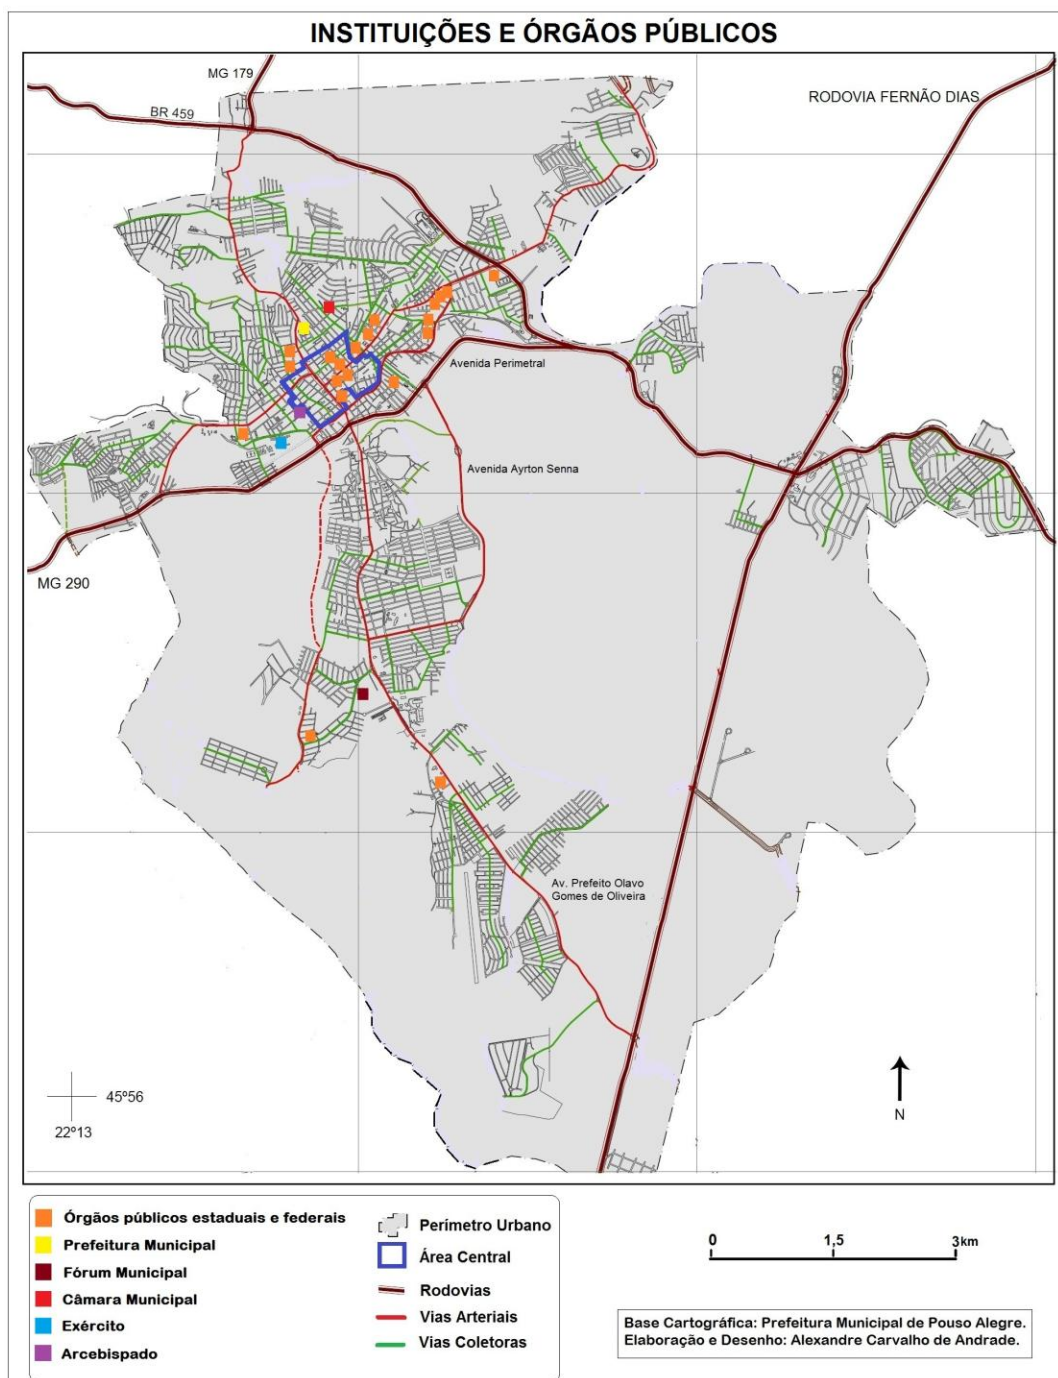 INSTITUIÇÕES E ÓRGÃOS PÚBLICOS
MG 179
BR 459
RODOVIA FERNÃO DIAS
Avenida Perimetral
Avenida Ayrton Senna
MG 290
Av. Prefeito Olavo
Gomes de Oliveira
45º56
22º13
N
Órgãos públicos estaduais e federais
Prefeitura Municipal
Fórum Municipal
Câmara Municipal
Exército
Arcebispado
Perímetro Urbano
Área Central
Rodovias
Vias Arteriais
Vias Coletoras
0 1,5 3km
Base Cartográfica: Prefeitura Municipal de Pouso Alegre.
Elaboração e Desenho: Alexandre Carvalho de Andrade.